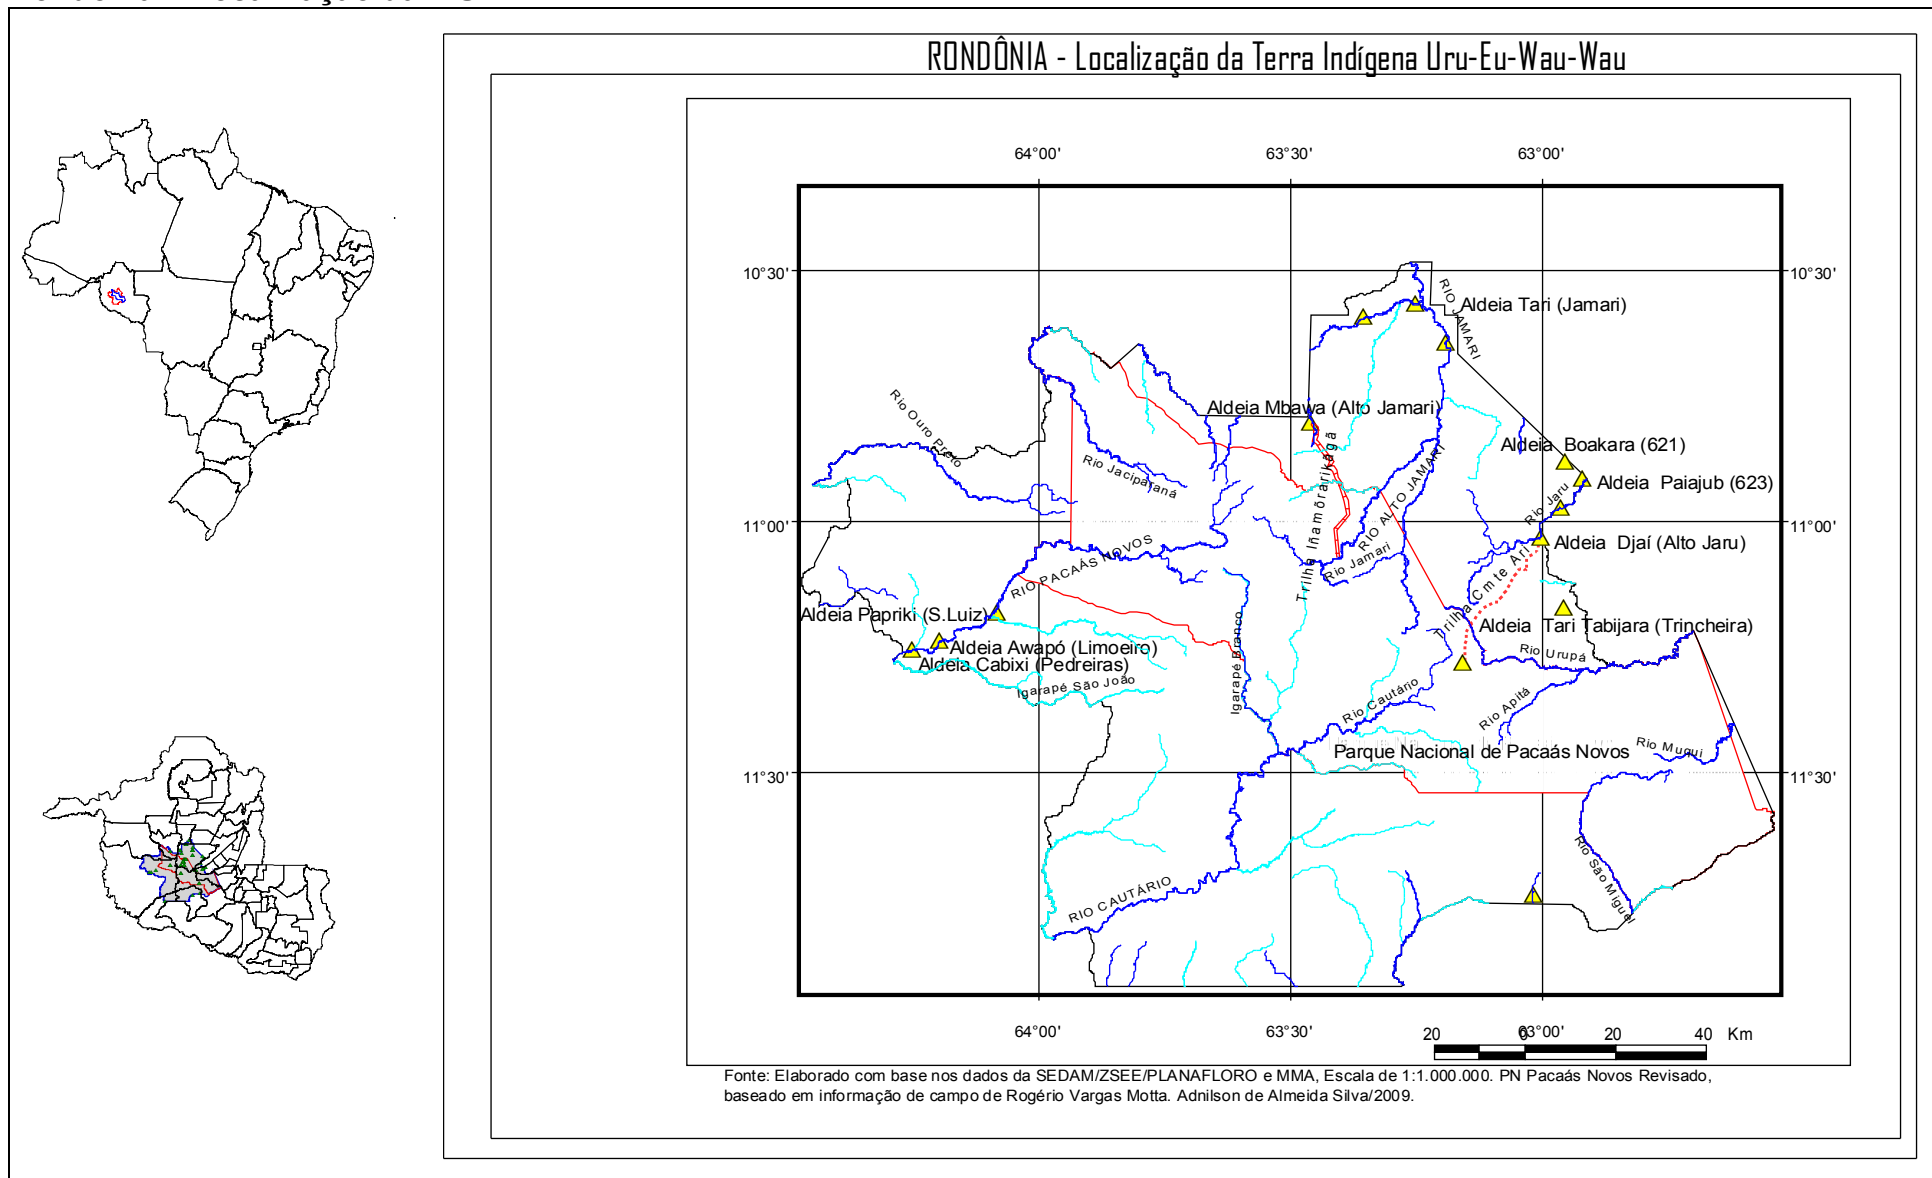 RONDÔNIA - Localização da Terra Indígena Uru-Eu-Wau-Wau
64°00' 63°30' 63°00'
10°30' 10°30'
RIO JAMARI
Aldeia Tari (Jamari)
Rio Ouro Preto
Aldeia Mbawa (Alto Jamari)
Aldeia Boakara (621)
Rio Jaciparaná
Trilha Inamorarikãgã
RIO ALTO JAMARI
Aldeia Paiajub (623)
Rio Jaru
11°00' 11°00'
Aldeia Djaí (Alto Jaru)
RIO PACAÁS NOVOS
Rio Jamari
Trilha Cmte Ari
Aldeia Papriki (S.Luiz)
Aldeia Tari Tabijara (Trincheira)
Aldeia Awapó (Limoeiro)
Rio Urupá
Aldeia Cabixi (Pedreiras)
Igarapé São João
Igarapé Branco
Rio Cautário
Rio Apitá
Rio Muqui
Parque Nacional de Pacaás Novos
11°30' 11°30'
RIO CAUTÁRIO
Rio São Miguel
64°00' 63°30' 63°00'
20 0 20 40 Km
Fonte: Elaborado com base nos dados da SEDAM/ZSEE/PLANAFLORO e MMA, Escala de 1:1.000.000. PN Pacaás Novos Revisado,
baseado em informação de campo de Rogério Vargas Motta. Adnilson de Almeida Silva/2009.